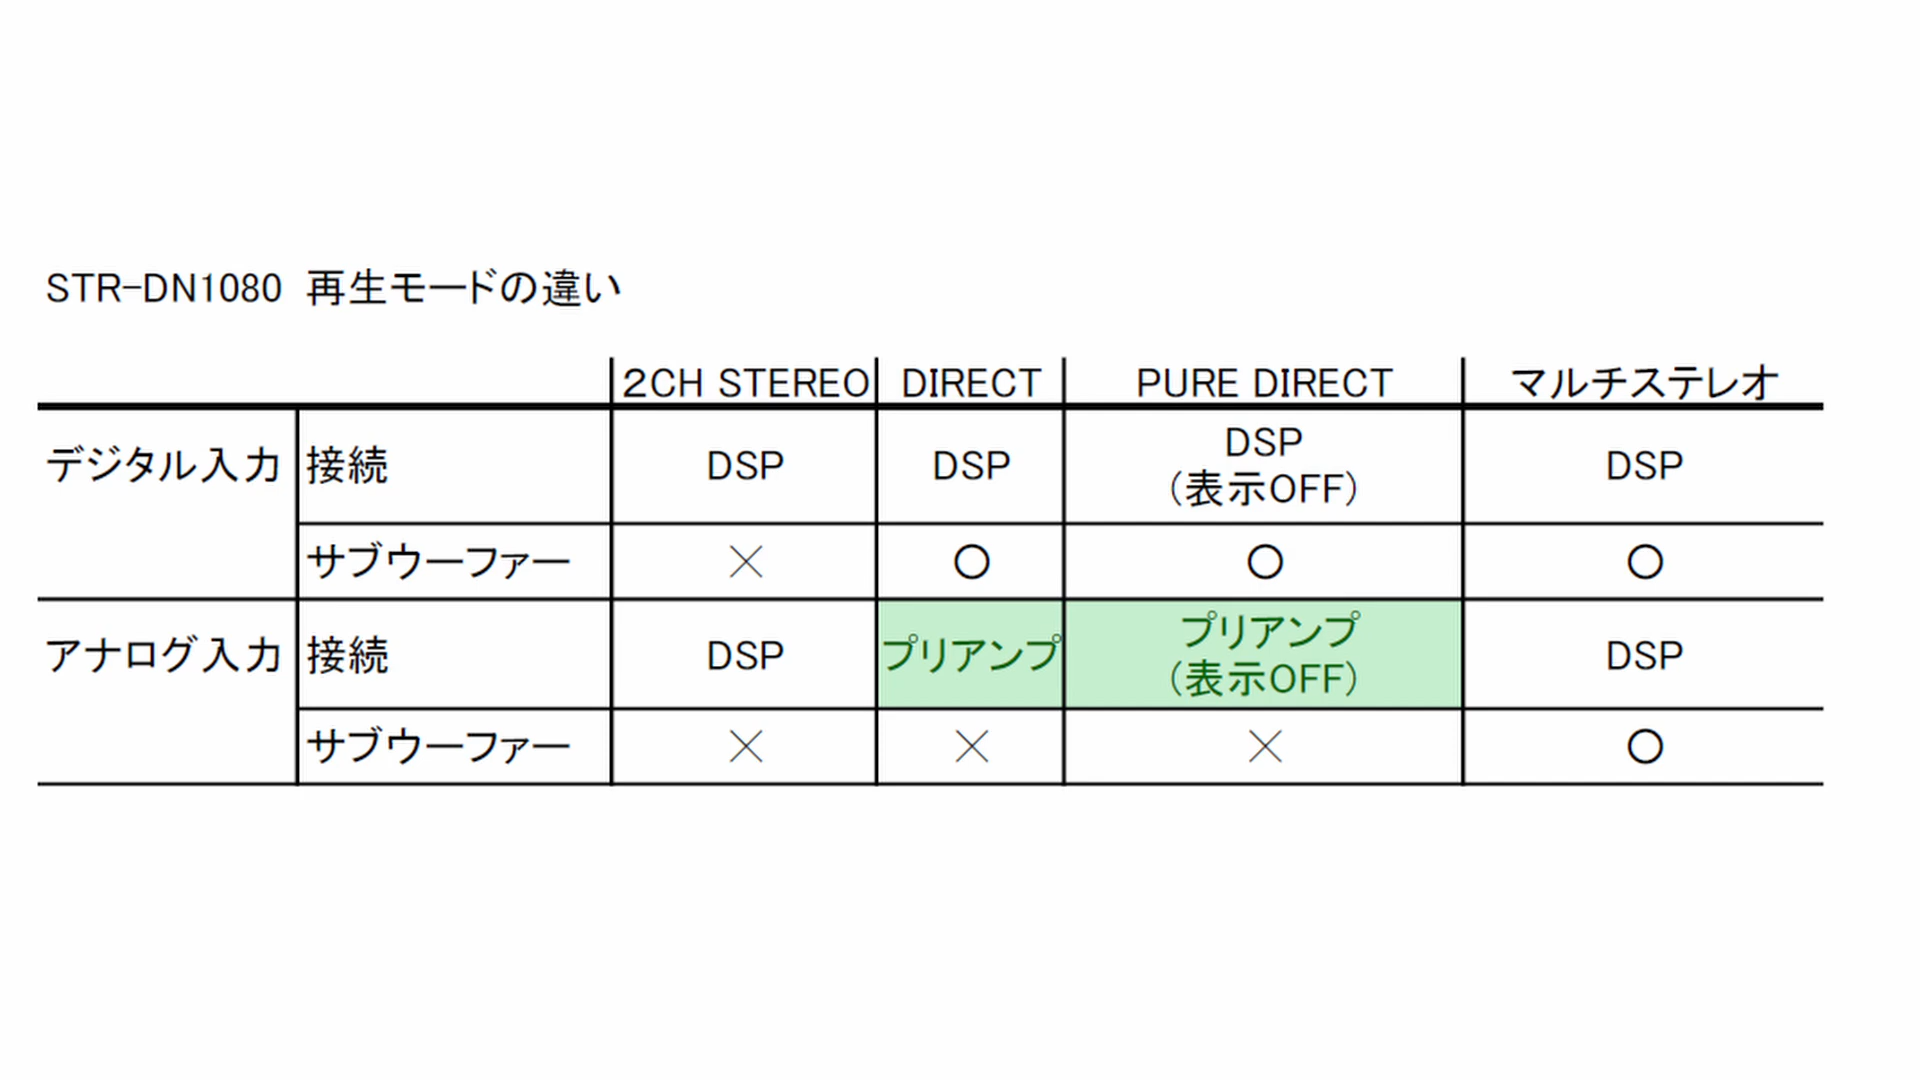 STR-DN1080 再生モードの違い
２CH STEREO DIRECT PURE DIRECT マルチステレオ
デジタル入力 接続 DSP DSP DSP DSP
(表示OFF)
サブウーファー × 〇 〇 〇
アナログ入力 接続 DSP プリアンプ プリアンプ DSP
(表示OFF)
サブウーファー × × × 〇